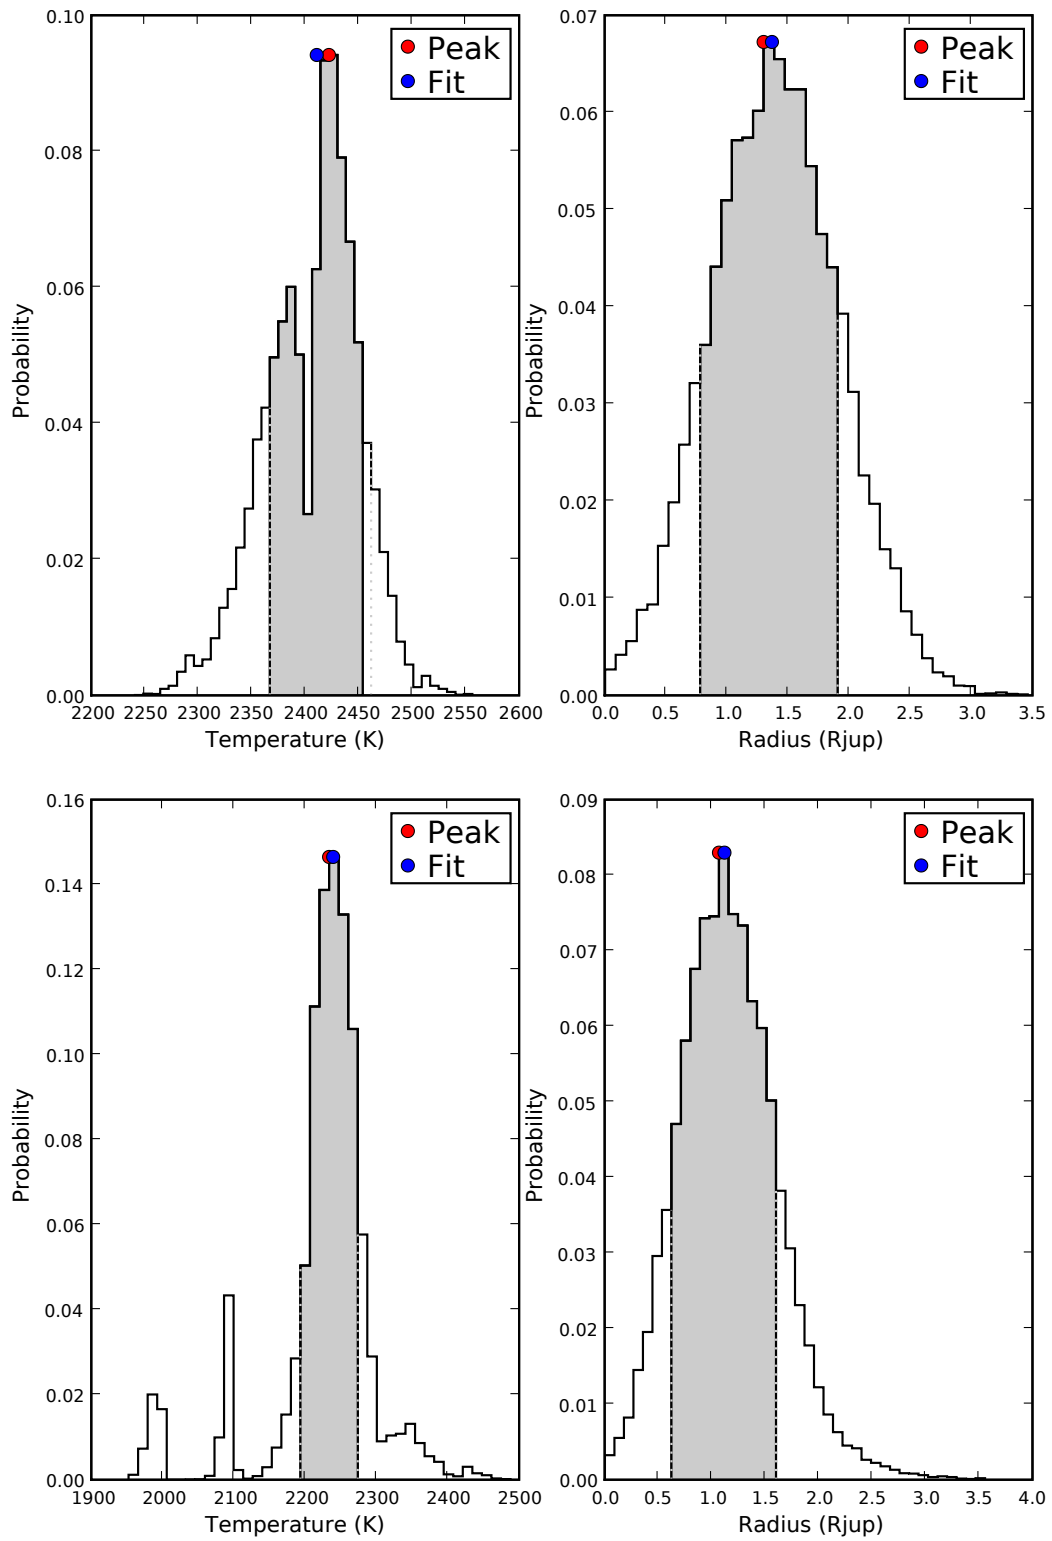 0.10
0.08
0.06
0.04
0.02
0.00
Probability
2200 2250 2300 2350 2400 2450 2500 2550 2600
Temperature (K)
Peak
Fit
0.07
0.06
0.05
0.04
0.03
0.02
0.01
0.00
Probability
0.0 0.5 1.0 1.5 2.0 2.5 3.0 3.5
Radius (Rjup)
Peak
Fit
0.16
0.14
0.12
0.10
0.08
0.06
0.04
0.02
0.00
Probability
1900 2000 2100 2200 2300 2400 2500
Temperature (K)
Peak
Fit
0.09
0.08
0.07
0.06
0.05
0.04
0.03
0.02
0.01
0.00
Probability
0.0 0.5 1.0 1.5 2.0 2.5 3.0 3.5 4.0
Radius (Rjup)
Peak
Fit